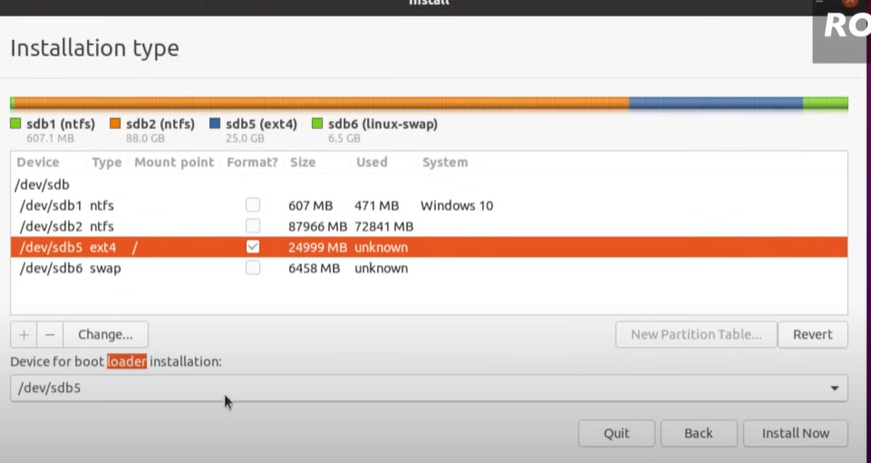 Install
RO
Installation type
sdb1 (ntfs) sdb2 (ntfs) sdb5 (ext4) sdb6 (linux-swap)
607.1 MB 88.0 GB 25.0 GB 6.5 GB
Device Type Mount point Format? Size Used System
/dev/sdb
/dev/sdb1 ntfs 607 MB 471 MB Windows 10
/dev/sdb2 ntfs 87966 MB 72841 MB
/dev/sdb5 ext4 / 24999 MB unknown
/dev/sdb6 swap 6458 MB unknown
+ − Change... New Partition Table... Revert
Device for boot loader installation:
/dev/sdb5
Quit Back Install Now